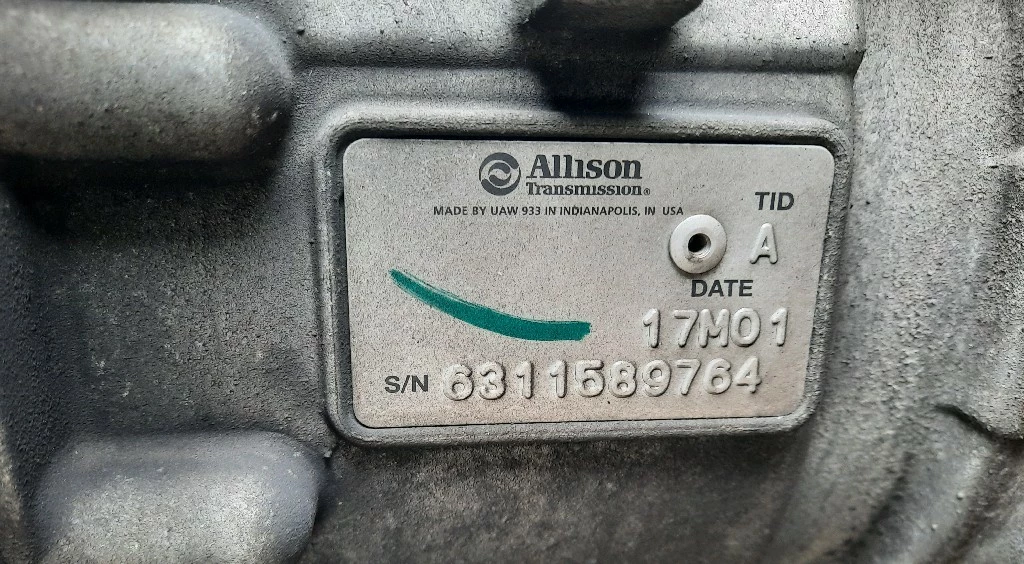 Allison
Transmission®
MADE BY UAW 933 IN INDIANAPOLIS, IN USA
TID
A
DATE
17M01
S/N 6311589764